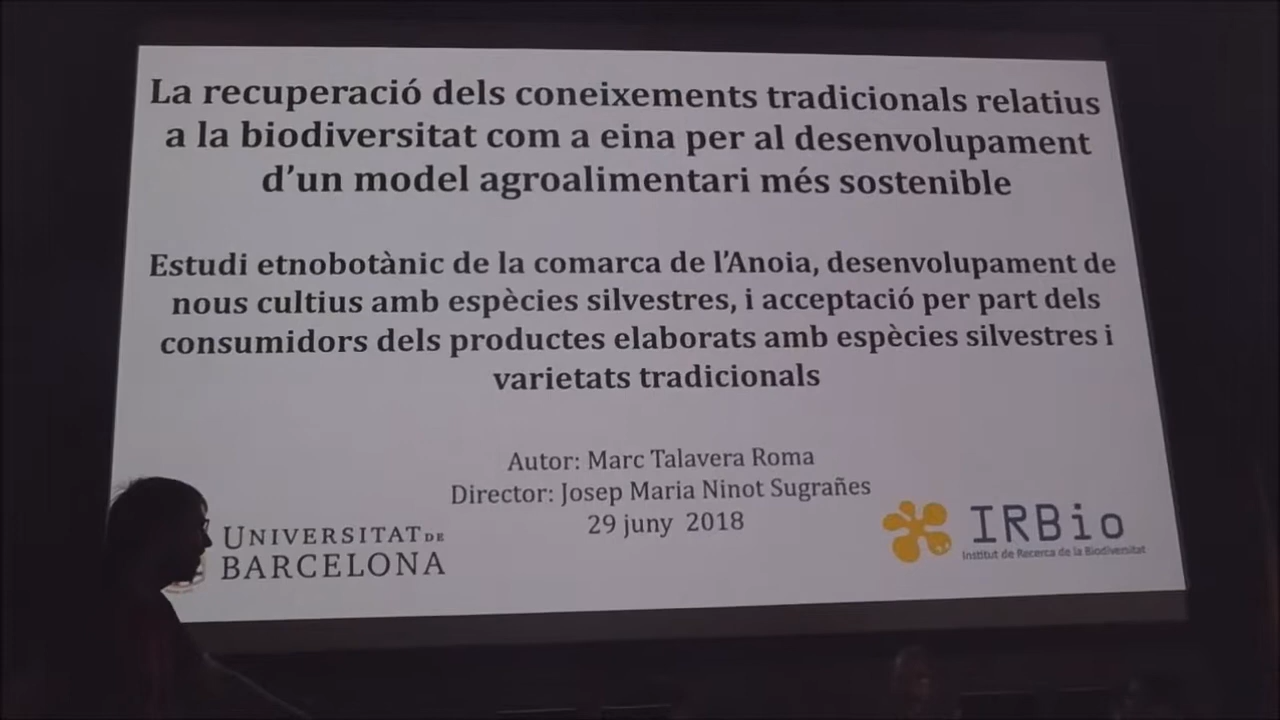 La recuperació dels coneixements tradicionals relatius
a la biodiversitat com a eina per al desenvolupament
d'un model agroalimentari més sostenible
Estudi etnobotànic de la comarca de l'Anoia, desenvolupament de
nous cultius amb espècies silvestres, i acceptació per part dels
consumidors dels productes elaborats amb espècies silvestres i
varietats tradicionals
Autor: Marc Talavera Roma
Director: Josep Maria Ninot Sugrañes
29 juny 2018
UNIVERSITAT DE
BARCELONA
IRBio
Institut de Recerca de la Biodiversitat